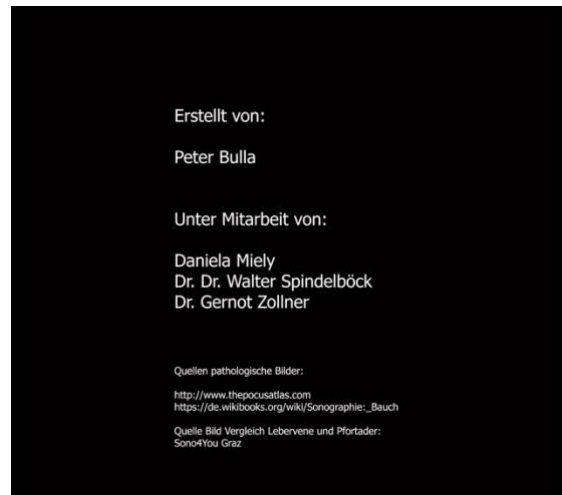 Erstellt von:
Peter Bulla
Unter Mitarbeit von:
Daniela Miely
Dr. Dr. Walter Spindelböck
Dr. Gernot Zollner
Quellen pathologische Bilder:
http://www.thepocusatlas.com
https://de.wikibooks.org/wiki/Sonographie:_Bauch
Quelle Bild Vergleich Lebervene und Pfortader:
Sono4You Graz